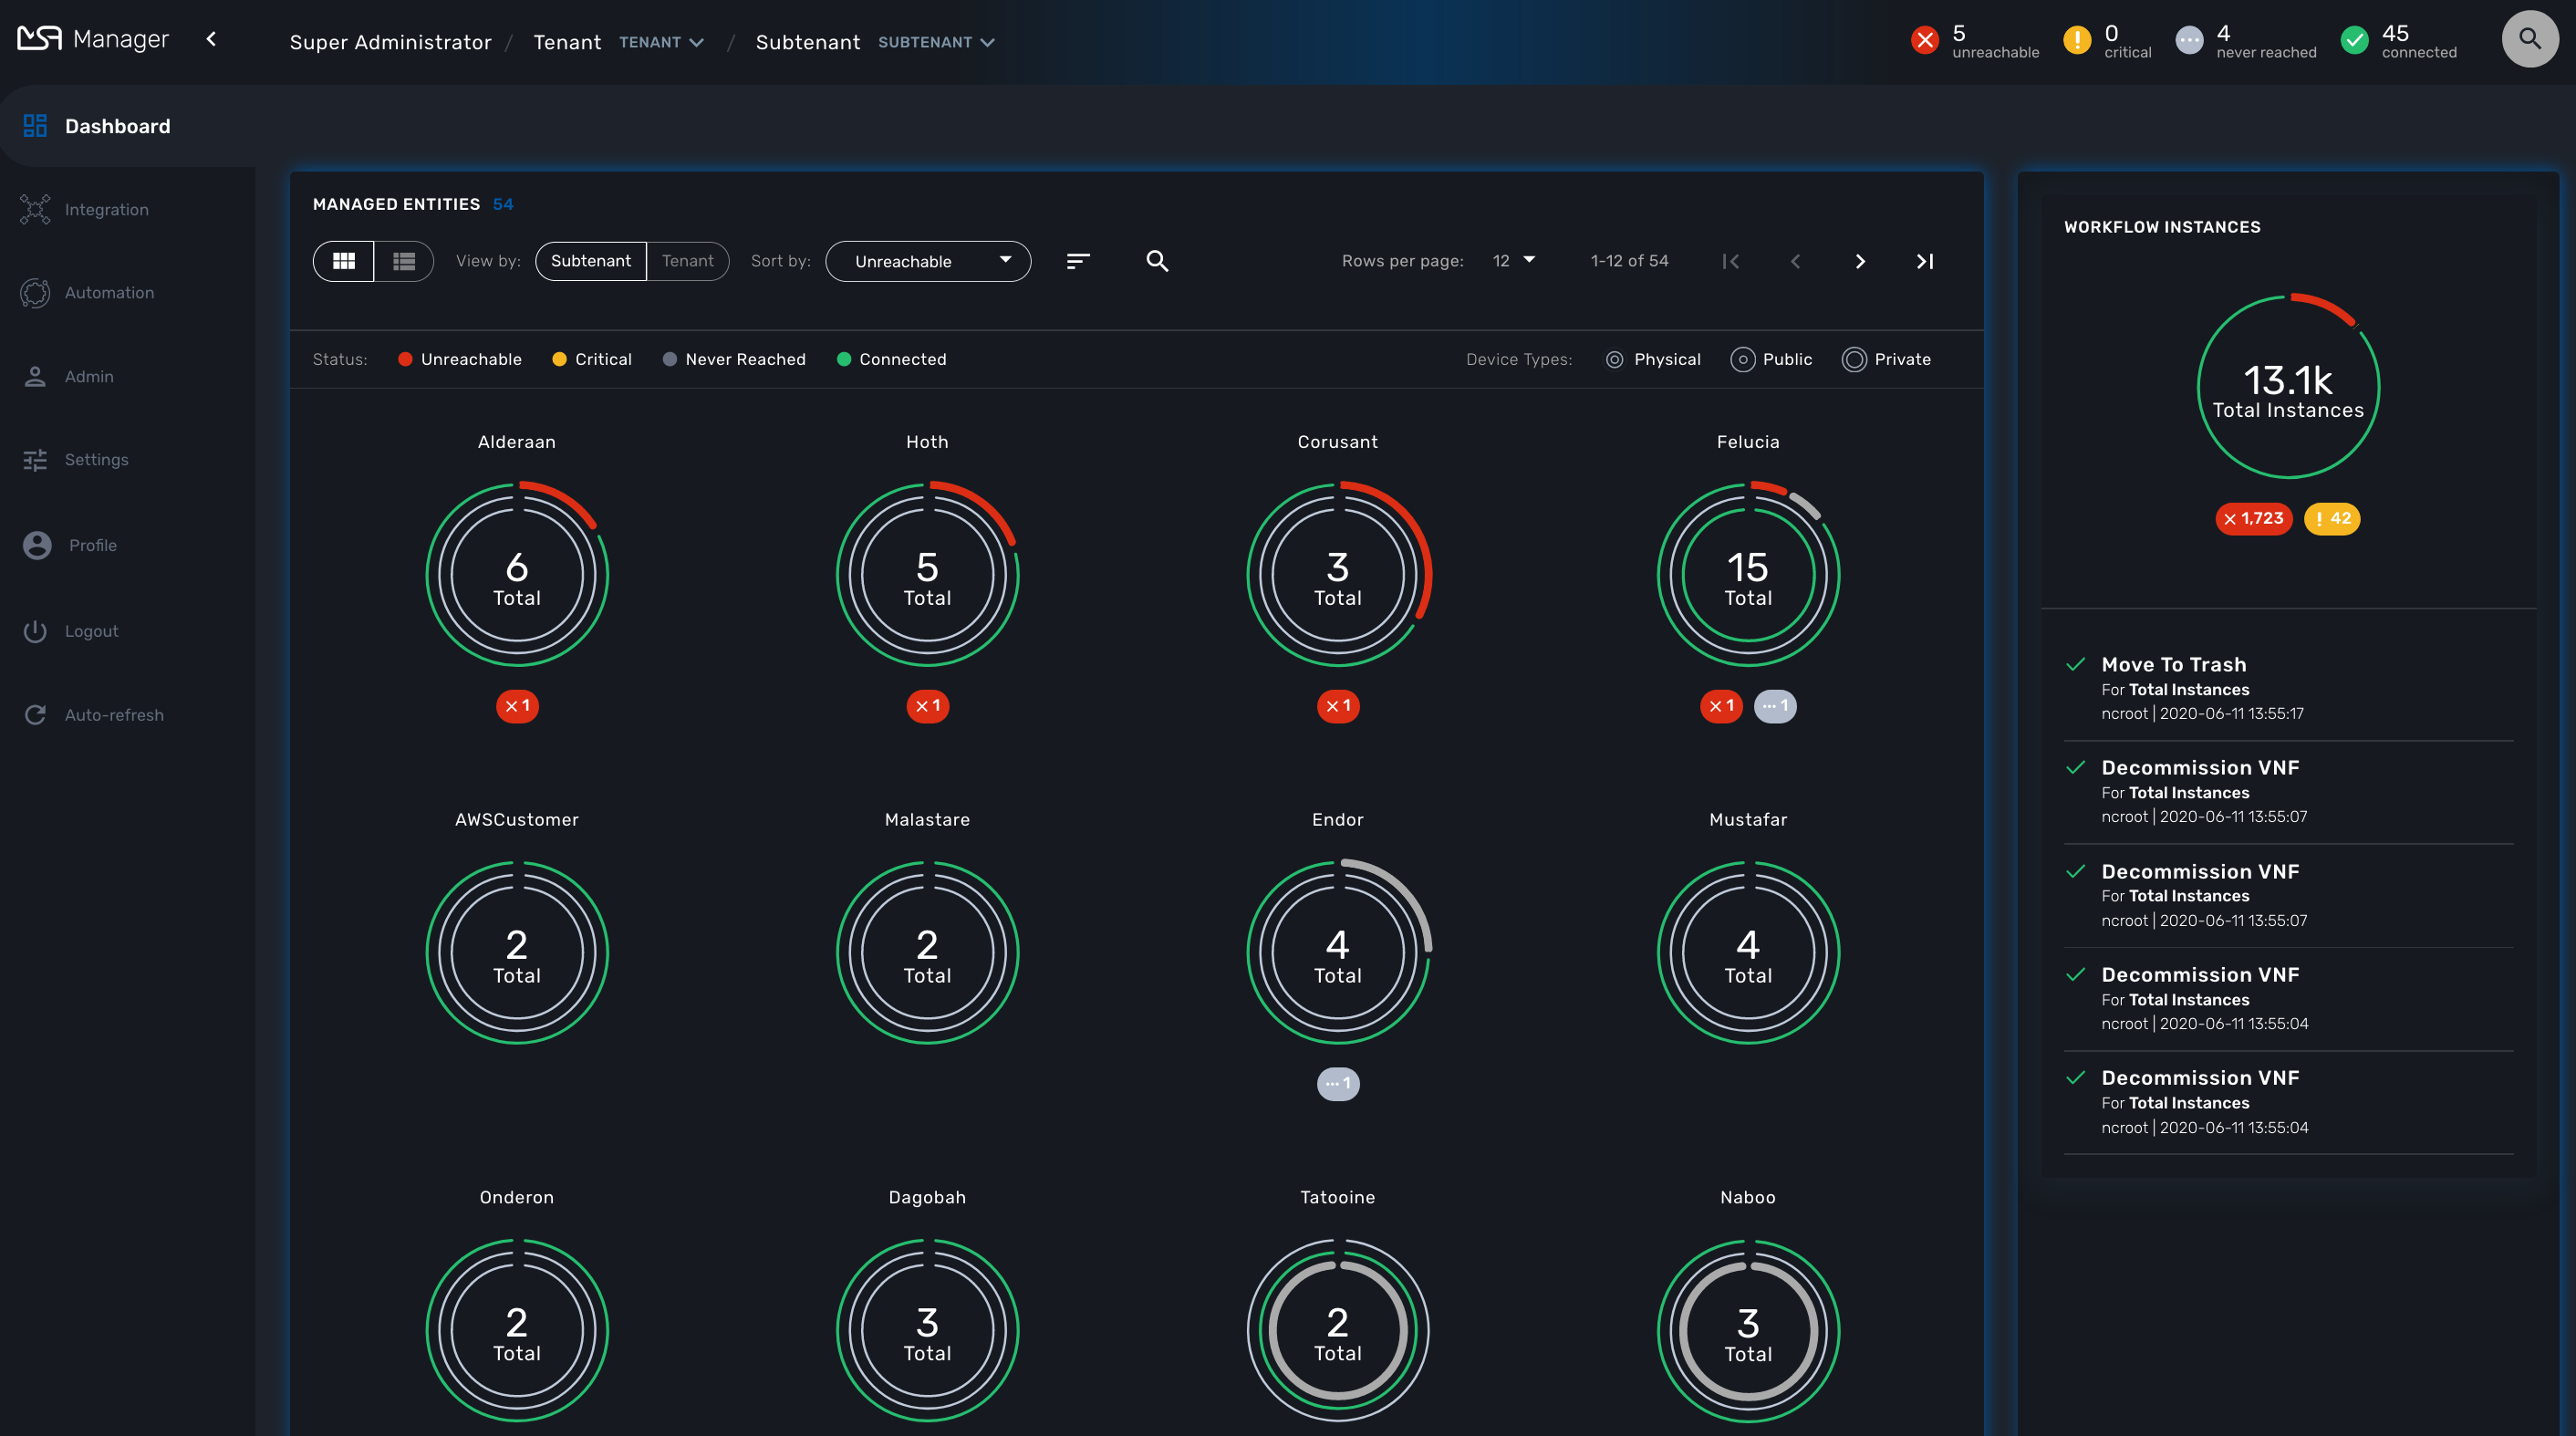 MSA Manager
Super Administrator / Tenant TENANT / Subtenant SUBTENANT
5 unreachable
0 critical
4 never reached
45 connected
Dashboard
Integration
Automation
Admin
Settings
Profile
Logout
Auto-refresh
MANAGED ENTITIES 54
View by: Subtenant Tenant Sort by: Unreachable Rows per page: 12 1-12 of 54
Status: Unreachable Critical Never Reached Connected Device Types: Physical Public Private
Alderaan
6
Total
1
Hoth
5
Total
1
Corusant
3
Total
1
Felucia
15
Total
1 1
AWSCustomer
2
Total
Malastare
2
Total
Endor
4
Total
1
Mustafar
4
Total
Onderon
2
Total
Dagobah
3
Total
Tatooine
2
Total
Naboo
3
Total
WORKFLOW INSTANCES
13.1k
Total Instances
1,723 ! 42
Move To Trash
For Total Instances
ncroot | 2020-06-11 13:55:17
Decommission VNF
For Total Instances
ncroot | 2020-06-11 13:55:07
Decommission VNF
For Total Instances
ncroot | 2020-06-11 13:55:07
Decommission VNF
For Total Instances
ncroot | 2020-06-11 13:55:04
Decommission VNF
For Total Instances
ncroot | 2020-06-11 13:55:04